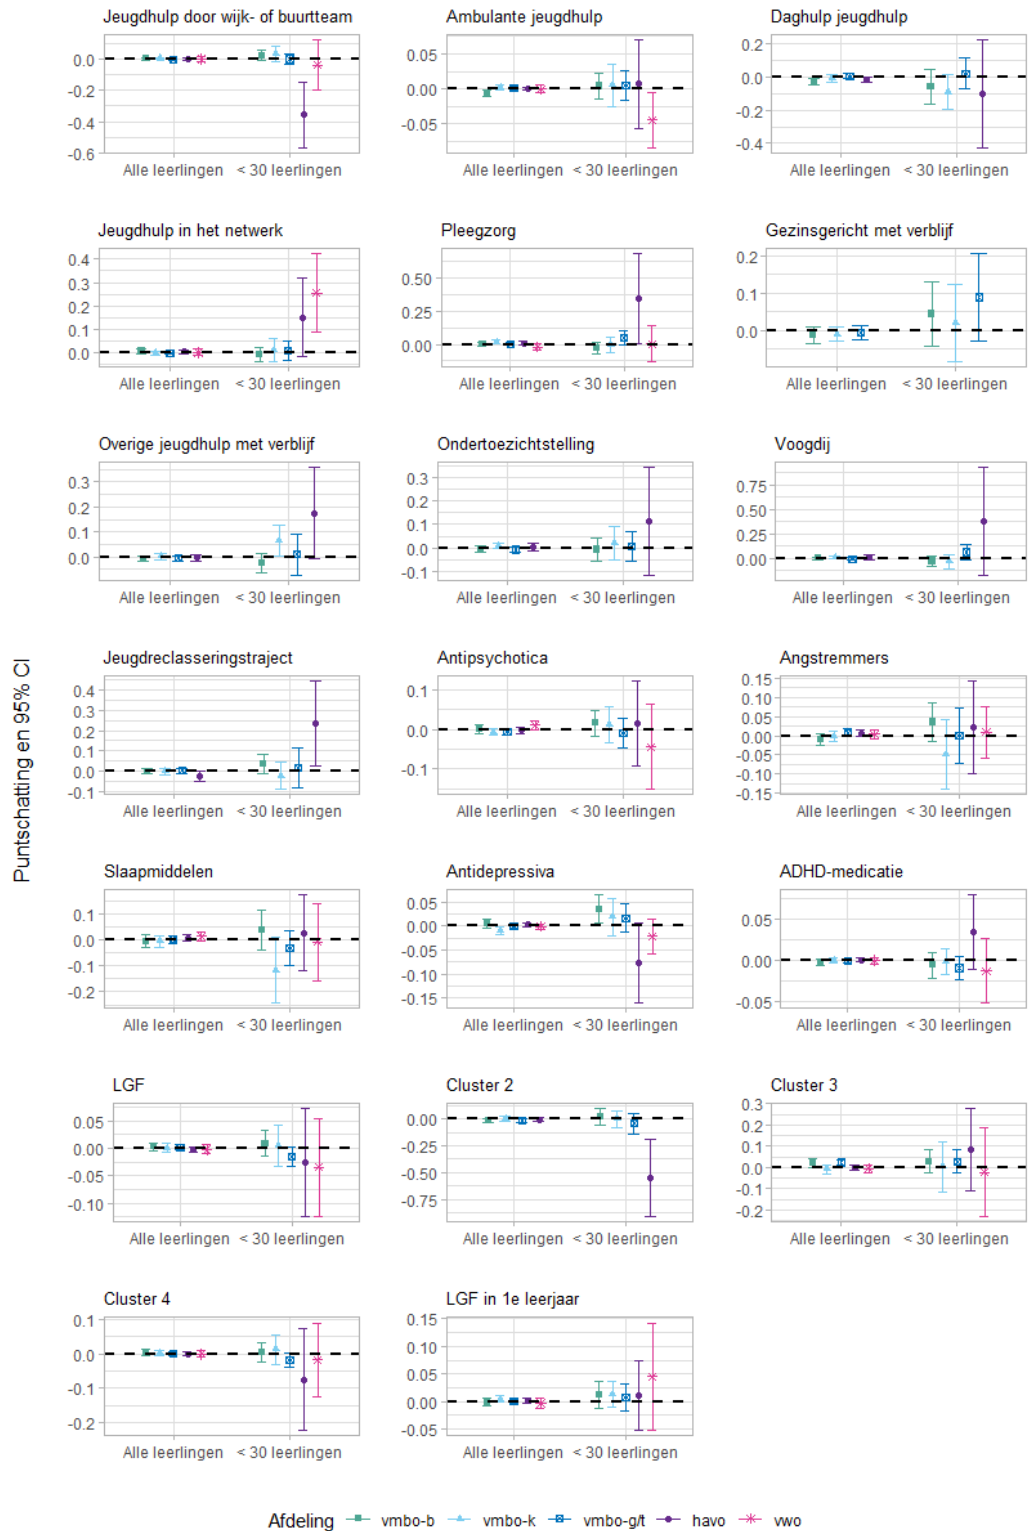 Jeugdhulp door wijk- of buurtteam
Ambulante jeugdhulp
Daghulp jeugdhulp
0.0
-0.2
-0.4
-0.6
0.05
0.00
-0.05
0.2
0.0
-0.2
-0.4
Alle leerlingen < 30 leerlingen
Alle leerlingen < 30 leerlingen
Alle leerlingen < 30 leerlingen
Jeugdhulp in het netwerk
Pleegzorg
Gezinsgericht met verblijf
0.4
0.3
0.2
0.1
0.0
0.50
0.25
0.00
0.2
0.1
0.0
Alle leerlingen < 30 leerlingen
Alle leerlingen < 30 leerlingen
Alle leerlingen < 30 leerlingen
Overige jeugdhulp met verblijf
Ondertoezichtstelling
Voogdij
0.3
0.2
0.1
0.0
0.3
0.2
0.1
0.0
-0.1
0.75
0.50
0.25
0.00
Alle leerlingen < 30 leerlingen
Alle leerlingen < 30 leerlingen
Alle leerlingen < 30 leerlingen
Puntschatting en 95% CI
Jeugdreclasseringstraject
Antipsychotica
Angstremmers
0.4
0.3
0.2
0.1
0.0
-0.1
0.1
0.0
-0.1
0.15
0.10
0.05
0.00
-0.05
-0.10
-0.15
Alle leerlingen < 30 leerlingen
Alle leerlingen < 30 leerlingen
Alle leerlingen < 30 leerlingen
Slaapmiddelen
Antidepressiva
ADHD-medicatie
0.1
0.0
-0.1
-0.2
0.05
0.00
-0.05
-0.10
-0.15
0.05
0.00
-0.05
Alle leerlingen < 30 leerlingen
Alle leerlingen < 30 leerlingen
Alle leerlingen < 30 leerlingen
LGF
Cluster 2
Cluster 3
0.05
0.00
-0.05
-0.10
0.00
-0.25
-0.50
-0.75
0.3
0.2
0.1
0.0
-0.1
-0.2
Alle leerlingen < 30 leerlingen
Alle leerlingen < 30 leerlingen
Alle leerlingen < 30 leerlingen
Cluster 4
LGF in 1e leerjaar
0.1
0.0
-0.1
-0.2
0.15
0.10
0.05
0.00
-0.05
Alle leerlingen < 30 leerlingen
Alle leerlingen < 30 leerlingen
Afdeling vmbo-b vmbo-k vmbo-g/t havo vwo